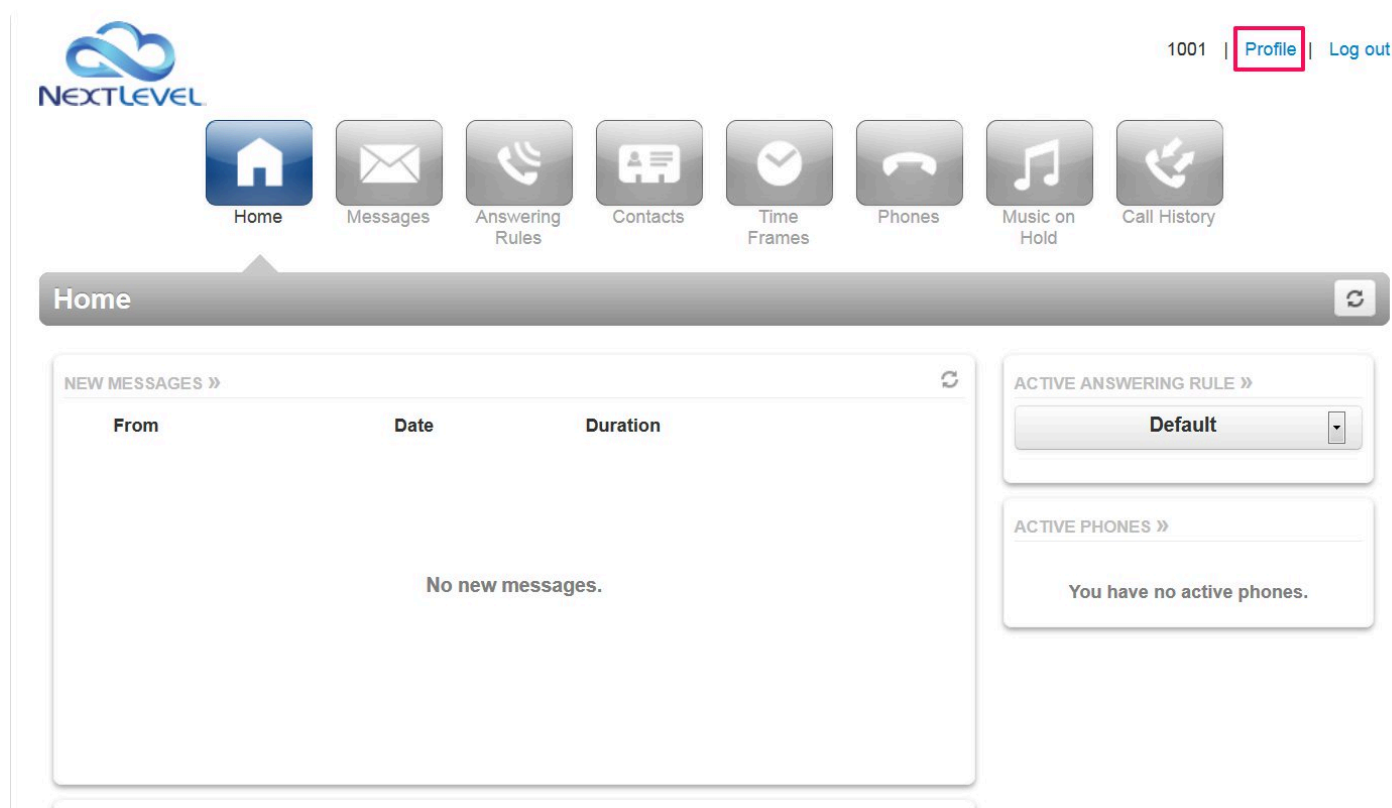 1001 | Profile | Log out
NEXTLEVEL
Home Messages Answering Rules Contacts Time Frames Phones Music on Hold Call History
Home
NEW MESSAGES »
From Date Duration
No new messages.
ACTIVE ANSWERING RULE »
Default
ACTIVE PHONES »
You have no active phones.